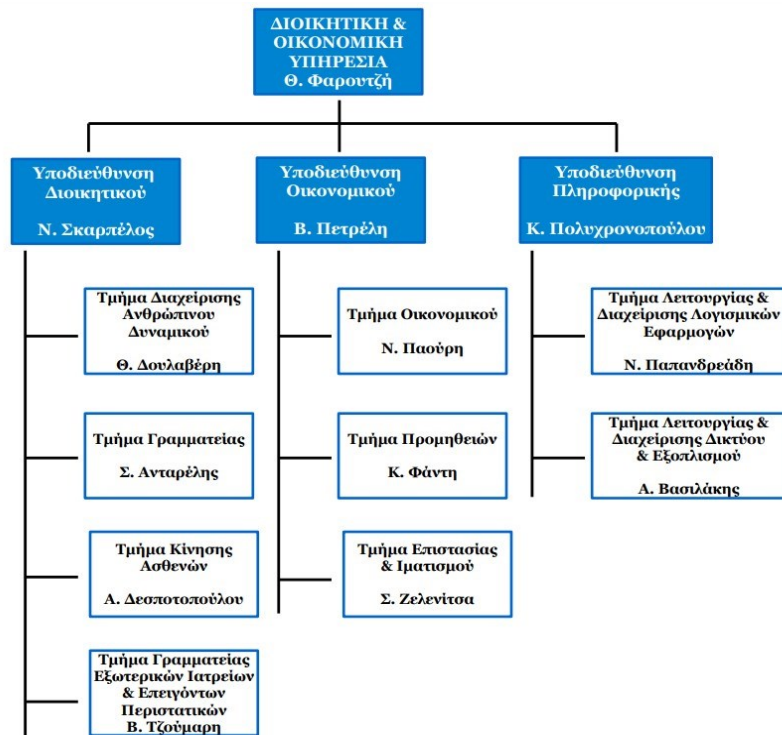 ΔΙΟΙΚΗΤΙΚΗ &
ΟΙΚΟΝΟΜΙΚΗ
ΥΠΗΡΕΣΙΑ
Θ. Φαρουτζή
Υποδιεύθυνση
Διοικητικού
Ν. Σκαρπέλος
Υποδιεύθυνση
Οικονομικού
Β. Πετρέλη
Υποδιεύθυνση
Πληροφορικής
Κ. Πολυχρονοπούλου
Τμήμα Διαχείρισης
Ανθρώπινου
Δυναμικού
Θ. Δουλαβέρη
Τμήμα Οικονομικού
Ν. Παούρη
Τμήμα Λειτουργίας &
Διαχείρισης Λογισμικών
Εφαρμογών
Ν. Παπανδρεάδη
Τμήμα Γραμματείας
Σ. Ανταρέλης
Τμήμα Προμηθειών
Κ. Φάντη
Τμήμα Λειτουργίας &
Διαχείρισης Δικτύου
& Εξοπλισμού
Α. Βασιλάκης
Τμήμα Κίνησης
Ασθενών
Α. Δεσποτοπούλου
Τμήμα Επιστασίας
& Ιματισμού
Σ. Ζελενίτσα
Τμήμα Γραμματείας
Εξωτερικών Ιατρείων
& Επειγόντων
Περιστατικών
Β. Τζούμαρη